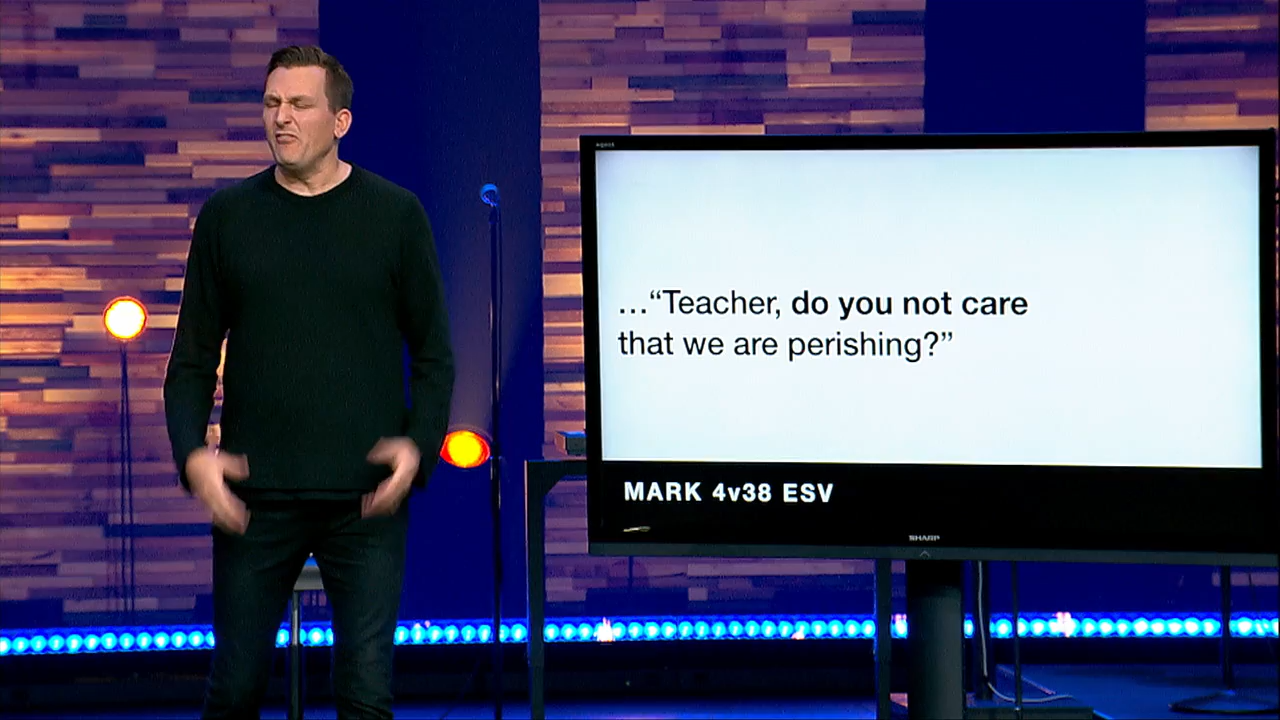 …“Teacher, do you not care
that we are perishing?”
MARK 4v38 ESV
SHARP